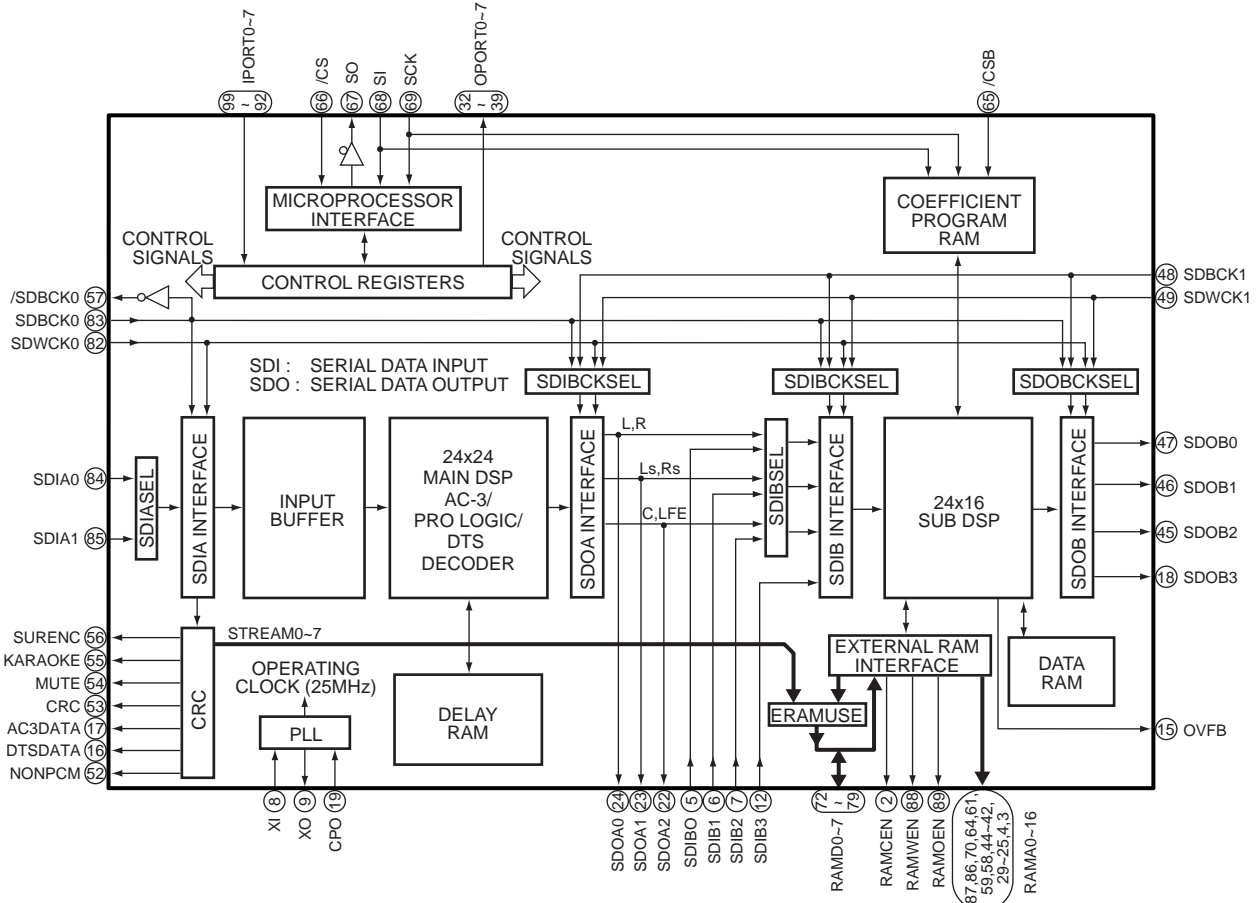 IPORT0~7
/CS
SO
SI
SCK
OPORT0~7
/CSB
99
~
92
66
67
68
69
32
~
39
65
MICROPROCESSOR
INTERFACE
COEFFICIENT
PROGRAM
RAM
CONTROL
SIGNALS
CONTROL REGISTERS
CONTROL
SIGNALS
48 SDBCK1
49 SDWCK1
/SDBCK0 57
SDBCK0 83
SDWCK0 82
SDI : SERIAL DATA INPUT
SDO : SERIAL DATA OUTPUT
SDIBCKSEL
SDIBCKSEL
SDOBCKSEL
SDIA0 84
SDIA1 85
SDIASEL
SDIA INTERFACE
INPUT
BUFFER
24x24
MAIN DSP
AC-3/
PRO LOGIC/
DTS
DECODER
SDOA INTERFACE
L,R
Ls,Rs
C,LFE
SDIBSEL
SDIB INTERFACE
24x16
SUB DSP
SDOB INTERFACE
47 SDOB0
46 SDOB1
45 SDOB2
18 SDOB3
SURENC 56
KARAOKE 55
MUTE 54
CRC 53
AC3DATA 17
DTSDATA 16
NONPCM 52
CRC
STREAM0~7
OPERATING
CLOCK (25MHz)
PLL
DELAY
RAM
EXTERNAL RAM
INTERFACE
ERAMUSE
DATA
RAM
15 OVFB
XI 8
XO 9
CPO 19
SDOA0 24
SDOA1 23
SDOA2 22
SDIBO 5
SDIB1 6
SDIB2 7
SDIB3 12
RAMD0~7
72
~
79
RAMCEN 2
RAMWEN 88
RAMOEN 89
87,86,70,64,61,
59,58,44~42,
29~25,4,3
RAMA0~16